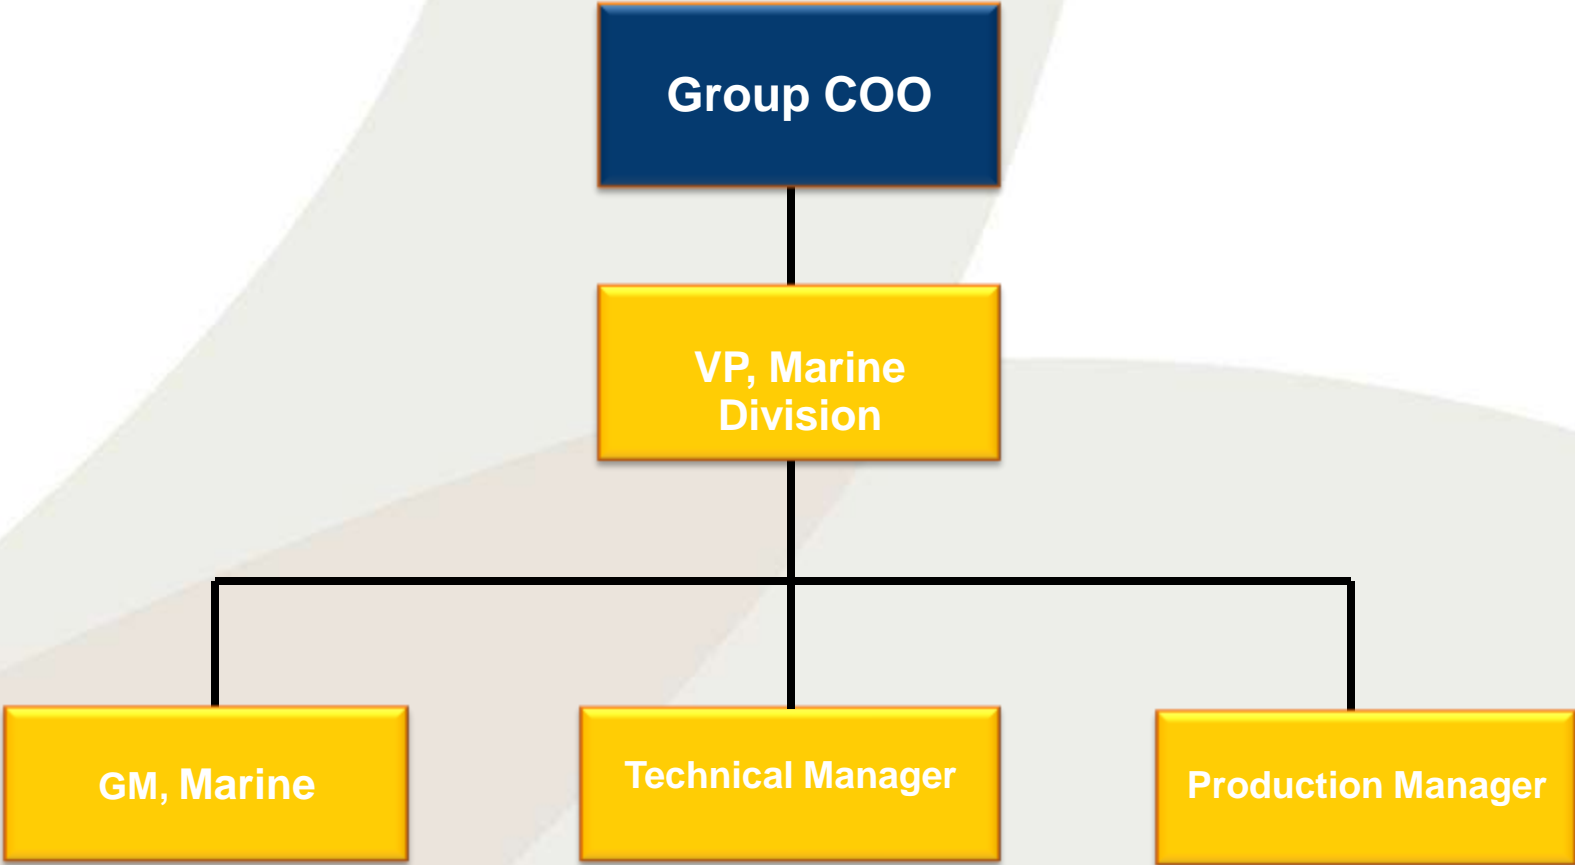 Group COO
VP, Marine
Division
GM, Marine
Technical Manager
Production Manager